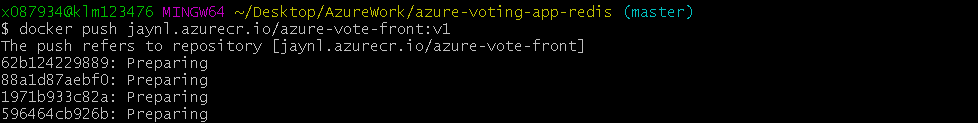 x087934@klm123476 MINGW64 ~/Desktop/AzureWork/azure-voting-app-redis (master)
$ docker push jaynl.azurecr.io/azure-vote-front:v1
The push refers to repository [jaynl.azurecr.io/azure-vote-front]
62b124229889: Preparing
88a1d87aebf0: Preparing
1971b933c82a: Preparing
596464cb926b: Preparing